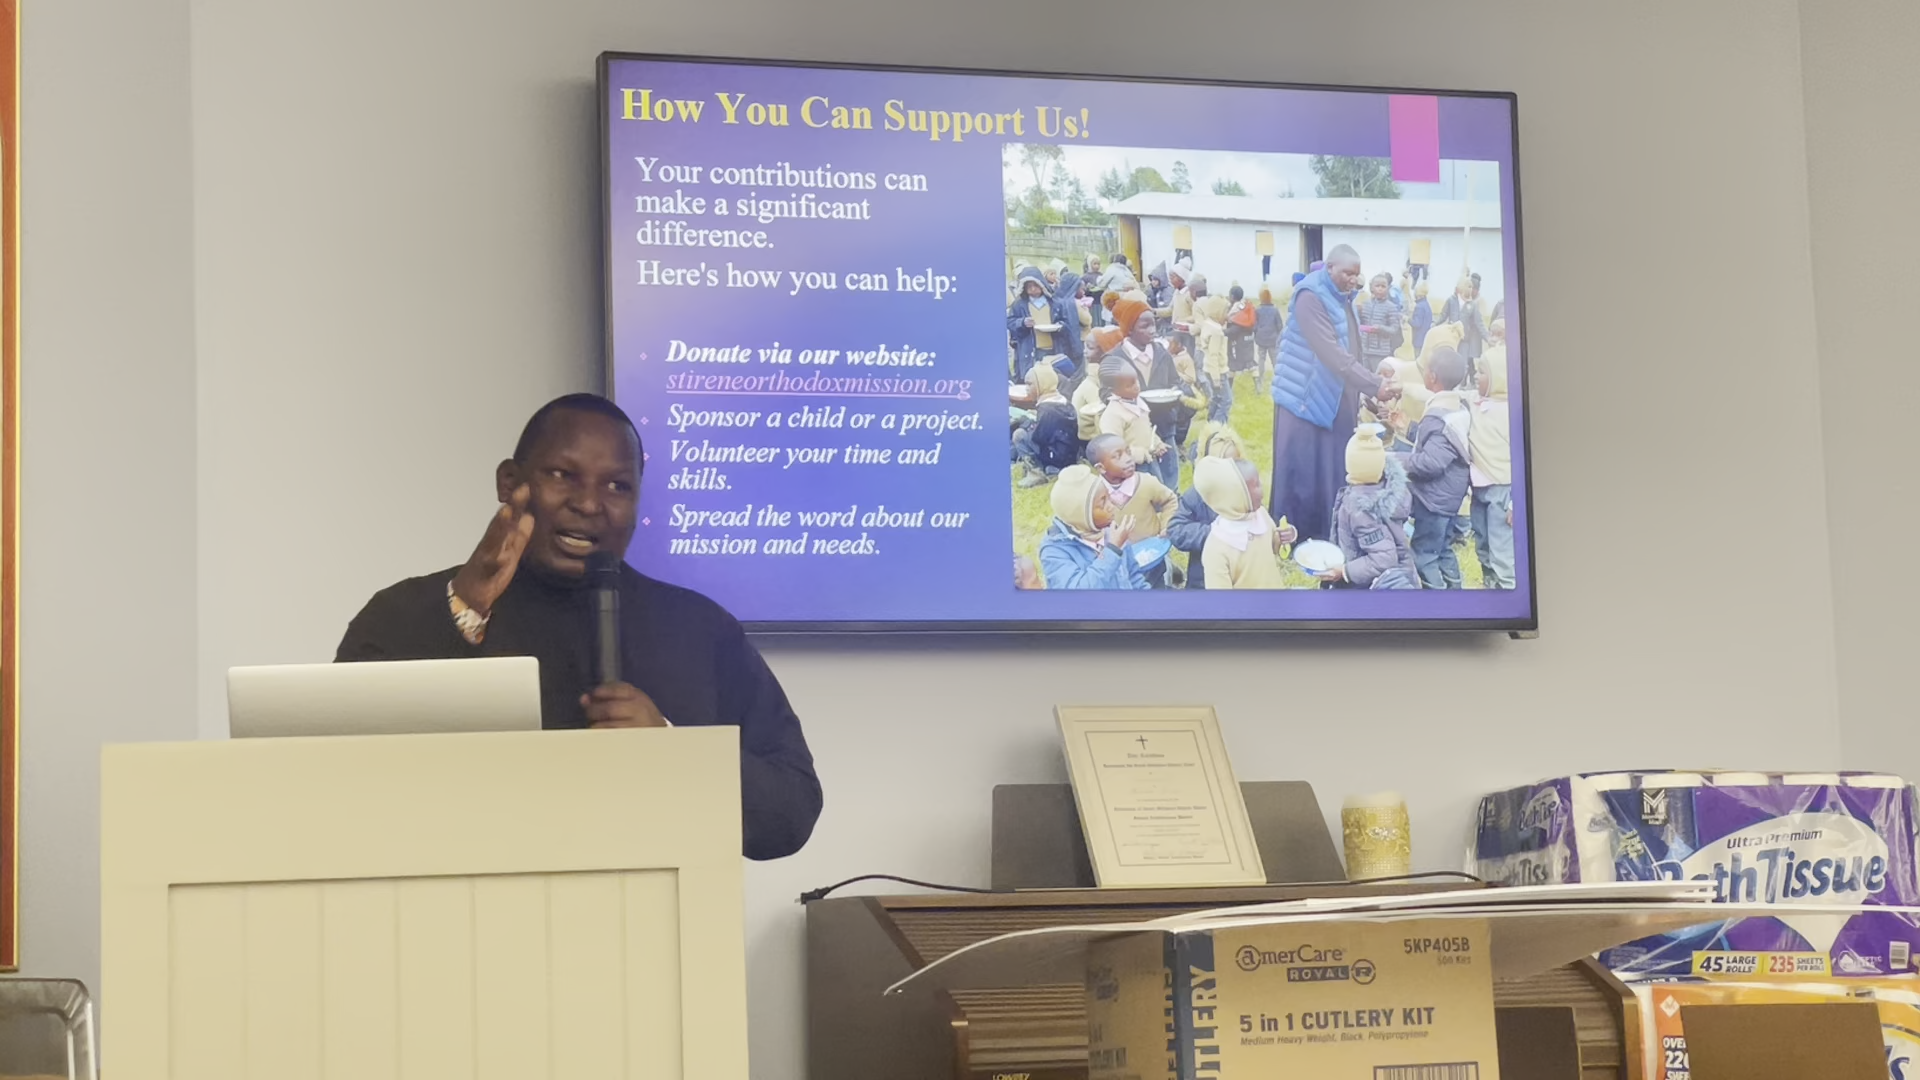 How You Can Support Us!
Your contributions can
make a significant
difference.
Here's how you can help:
Donate via our website:
stireneorthodoxmission.org
Sponsor a child or a project.
Volunteer your time and
skills.
Spread the word about our
mission and needs.
Ultra Premium
Bath Tissue
45 LARGE ROLLS
235 SHEETS PER ROLL
AmerCare
ROYAL R
5KP405B
5 in 1 CUTLERY KIT
Medium Heavy Weight, Black, Polypropylene
LOWREY